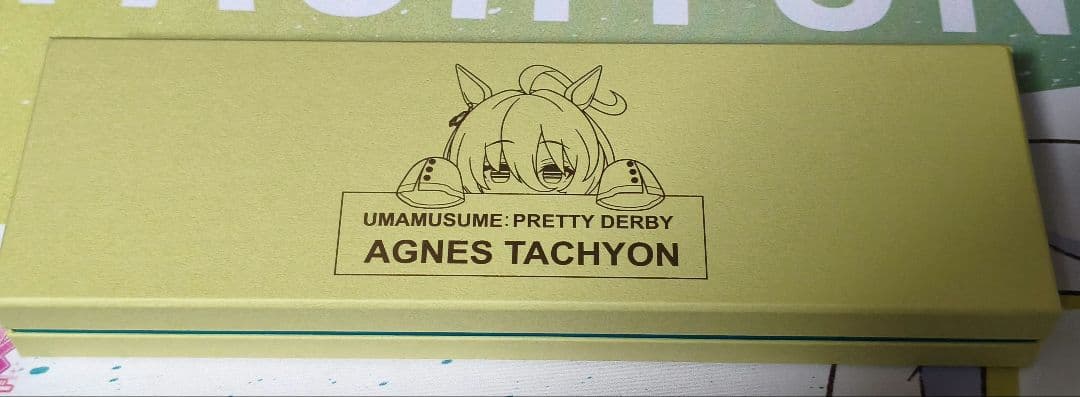 UMAMUSUME: PRETTY DERBY
AGNES TACHYON